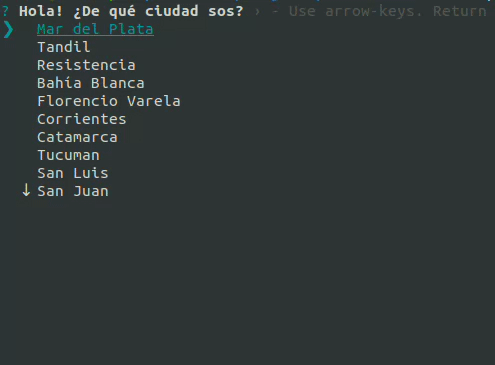 ? Hola! ¿De qué ciudad sos? › - Use arrow-keys. Return
❯ Mar del Plata
Tandil
Resistencia
Bahía Blanca
Florencio Varela
Corrientes
Catamarca
Tucuman
San Luis
↓ San Juan